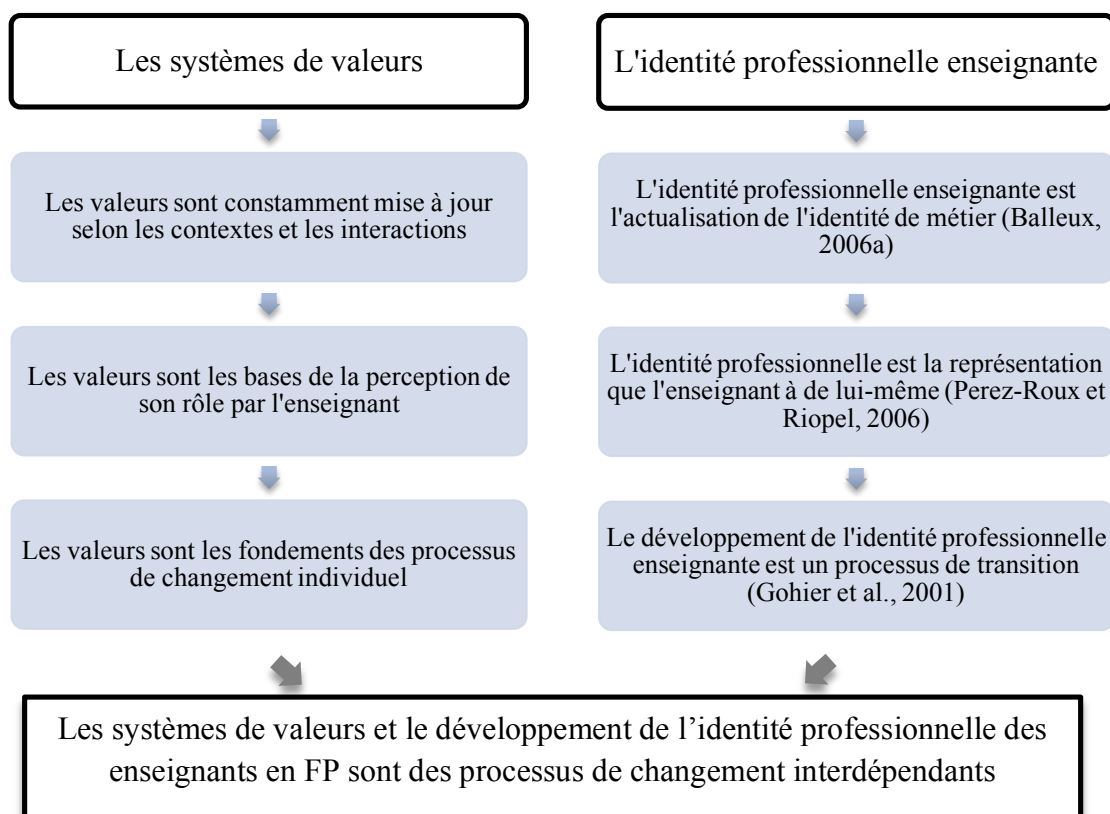 Les systèmes de valeurs
Les valeurs sont constamment mise à jour
selon les contextes et les interactions
Les valeurs sont les bases de la perception de
son rôle par l'enseignant
Les valeurs sont les fondements des processus
de changement individuel
L'identité professionnelle enseignante
L'identité professionnelle enseignante est
l'actualisation de l'identité de métier (Balleux,
2006a)
L'identité professionnelle est la représentation
que l'enseignant à de lui-même (Perez-Roux et
Riopel, 2006)
Le développement de l'identité professionnelle
enseignante est un processus de transition
(Gohier et al., 2001)
Les systèmes de valeurs et le développement de l’identité professionnelle des
enseignants en FP sont des processus de changement interdépendants